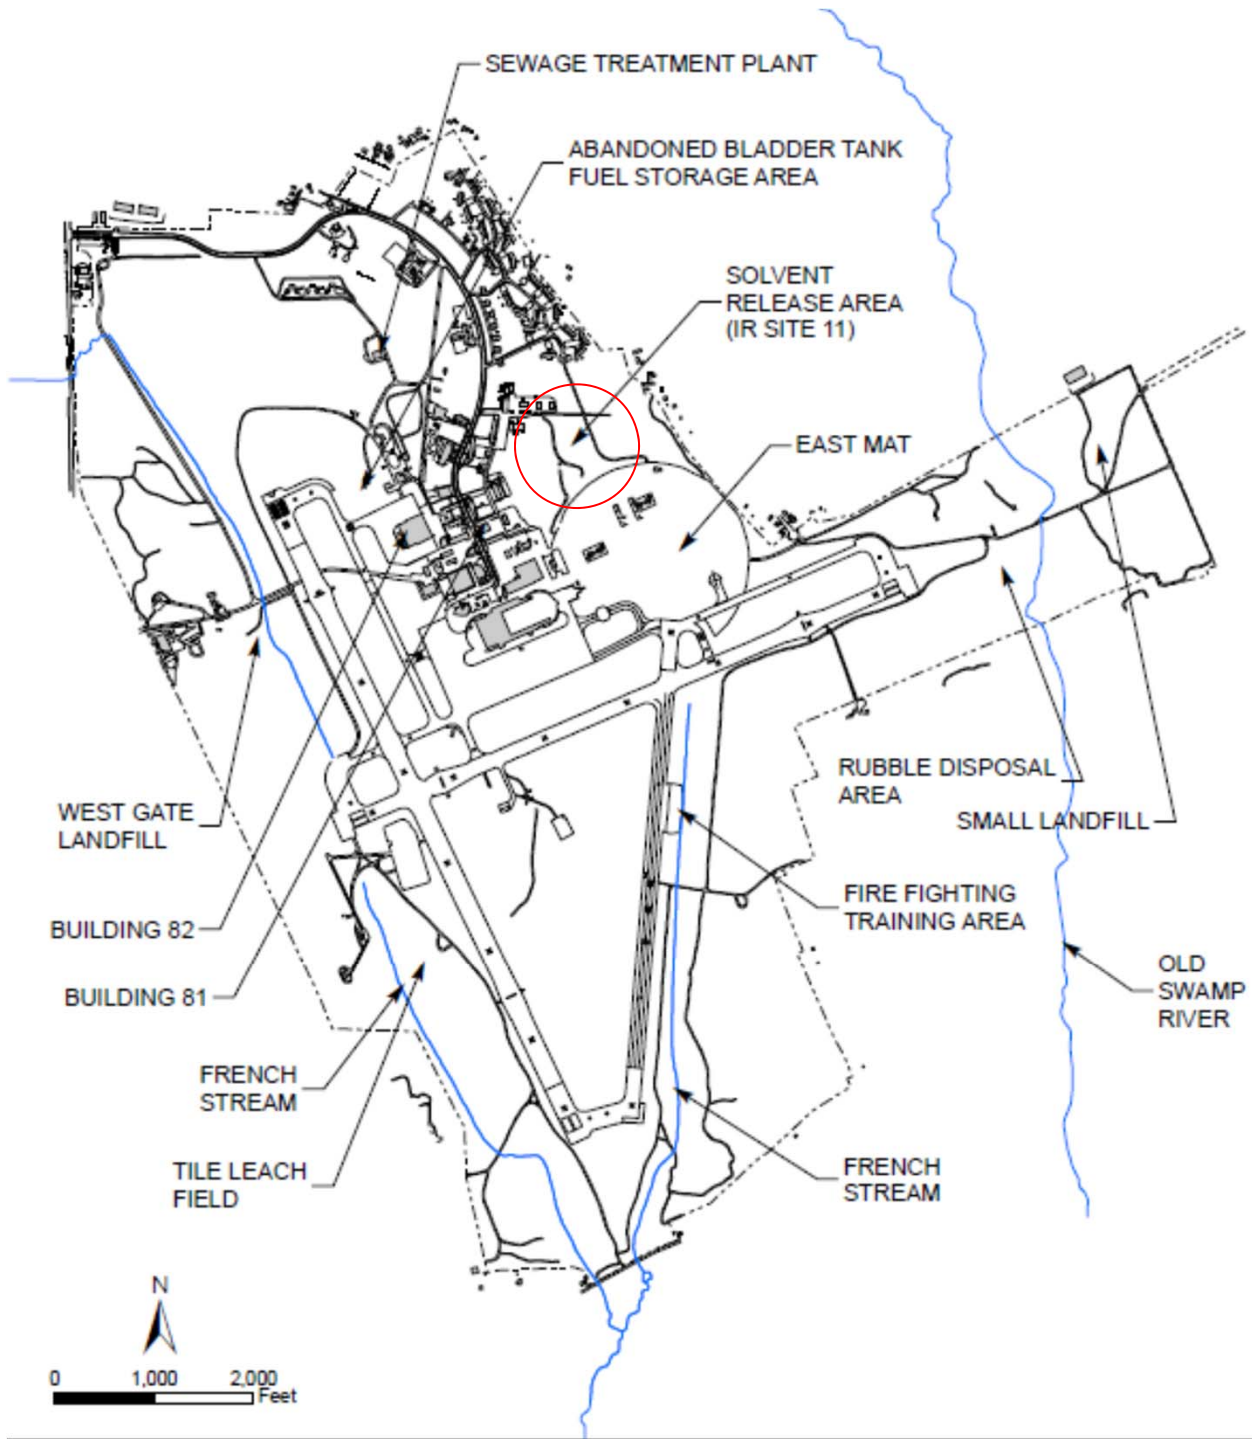 SEWAGE TREATMENT PLANT
ABANDONED BLADDER TANK
FUEL STORAGE AREA
SOLVENT
RELEASE AREA
(IR SITE 11)
EAST MAT
RUBBLE DISPOSAL
AREA
SMALL LANDFILL
WEST GATE
LANDFILL
FIRE FIGHTING
TRAINING AREA
BUILDING 82
BUILDING 81
OLD
SWAMP
RIVER
FRENCH
STREAM
TILE LEACH
FIELD
FRENCH
STREAM
N
0 1,000 2,000
Feet